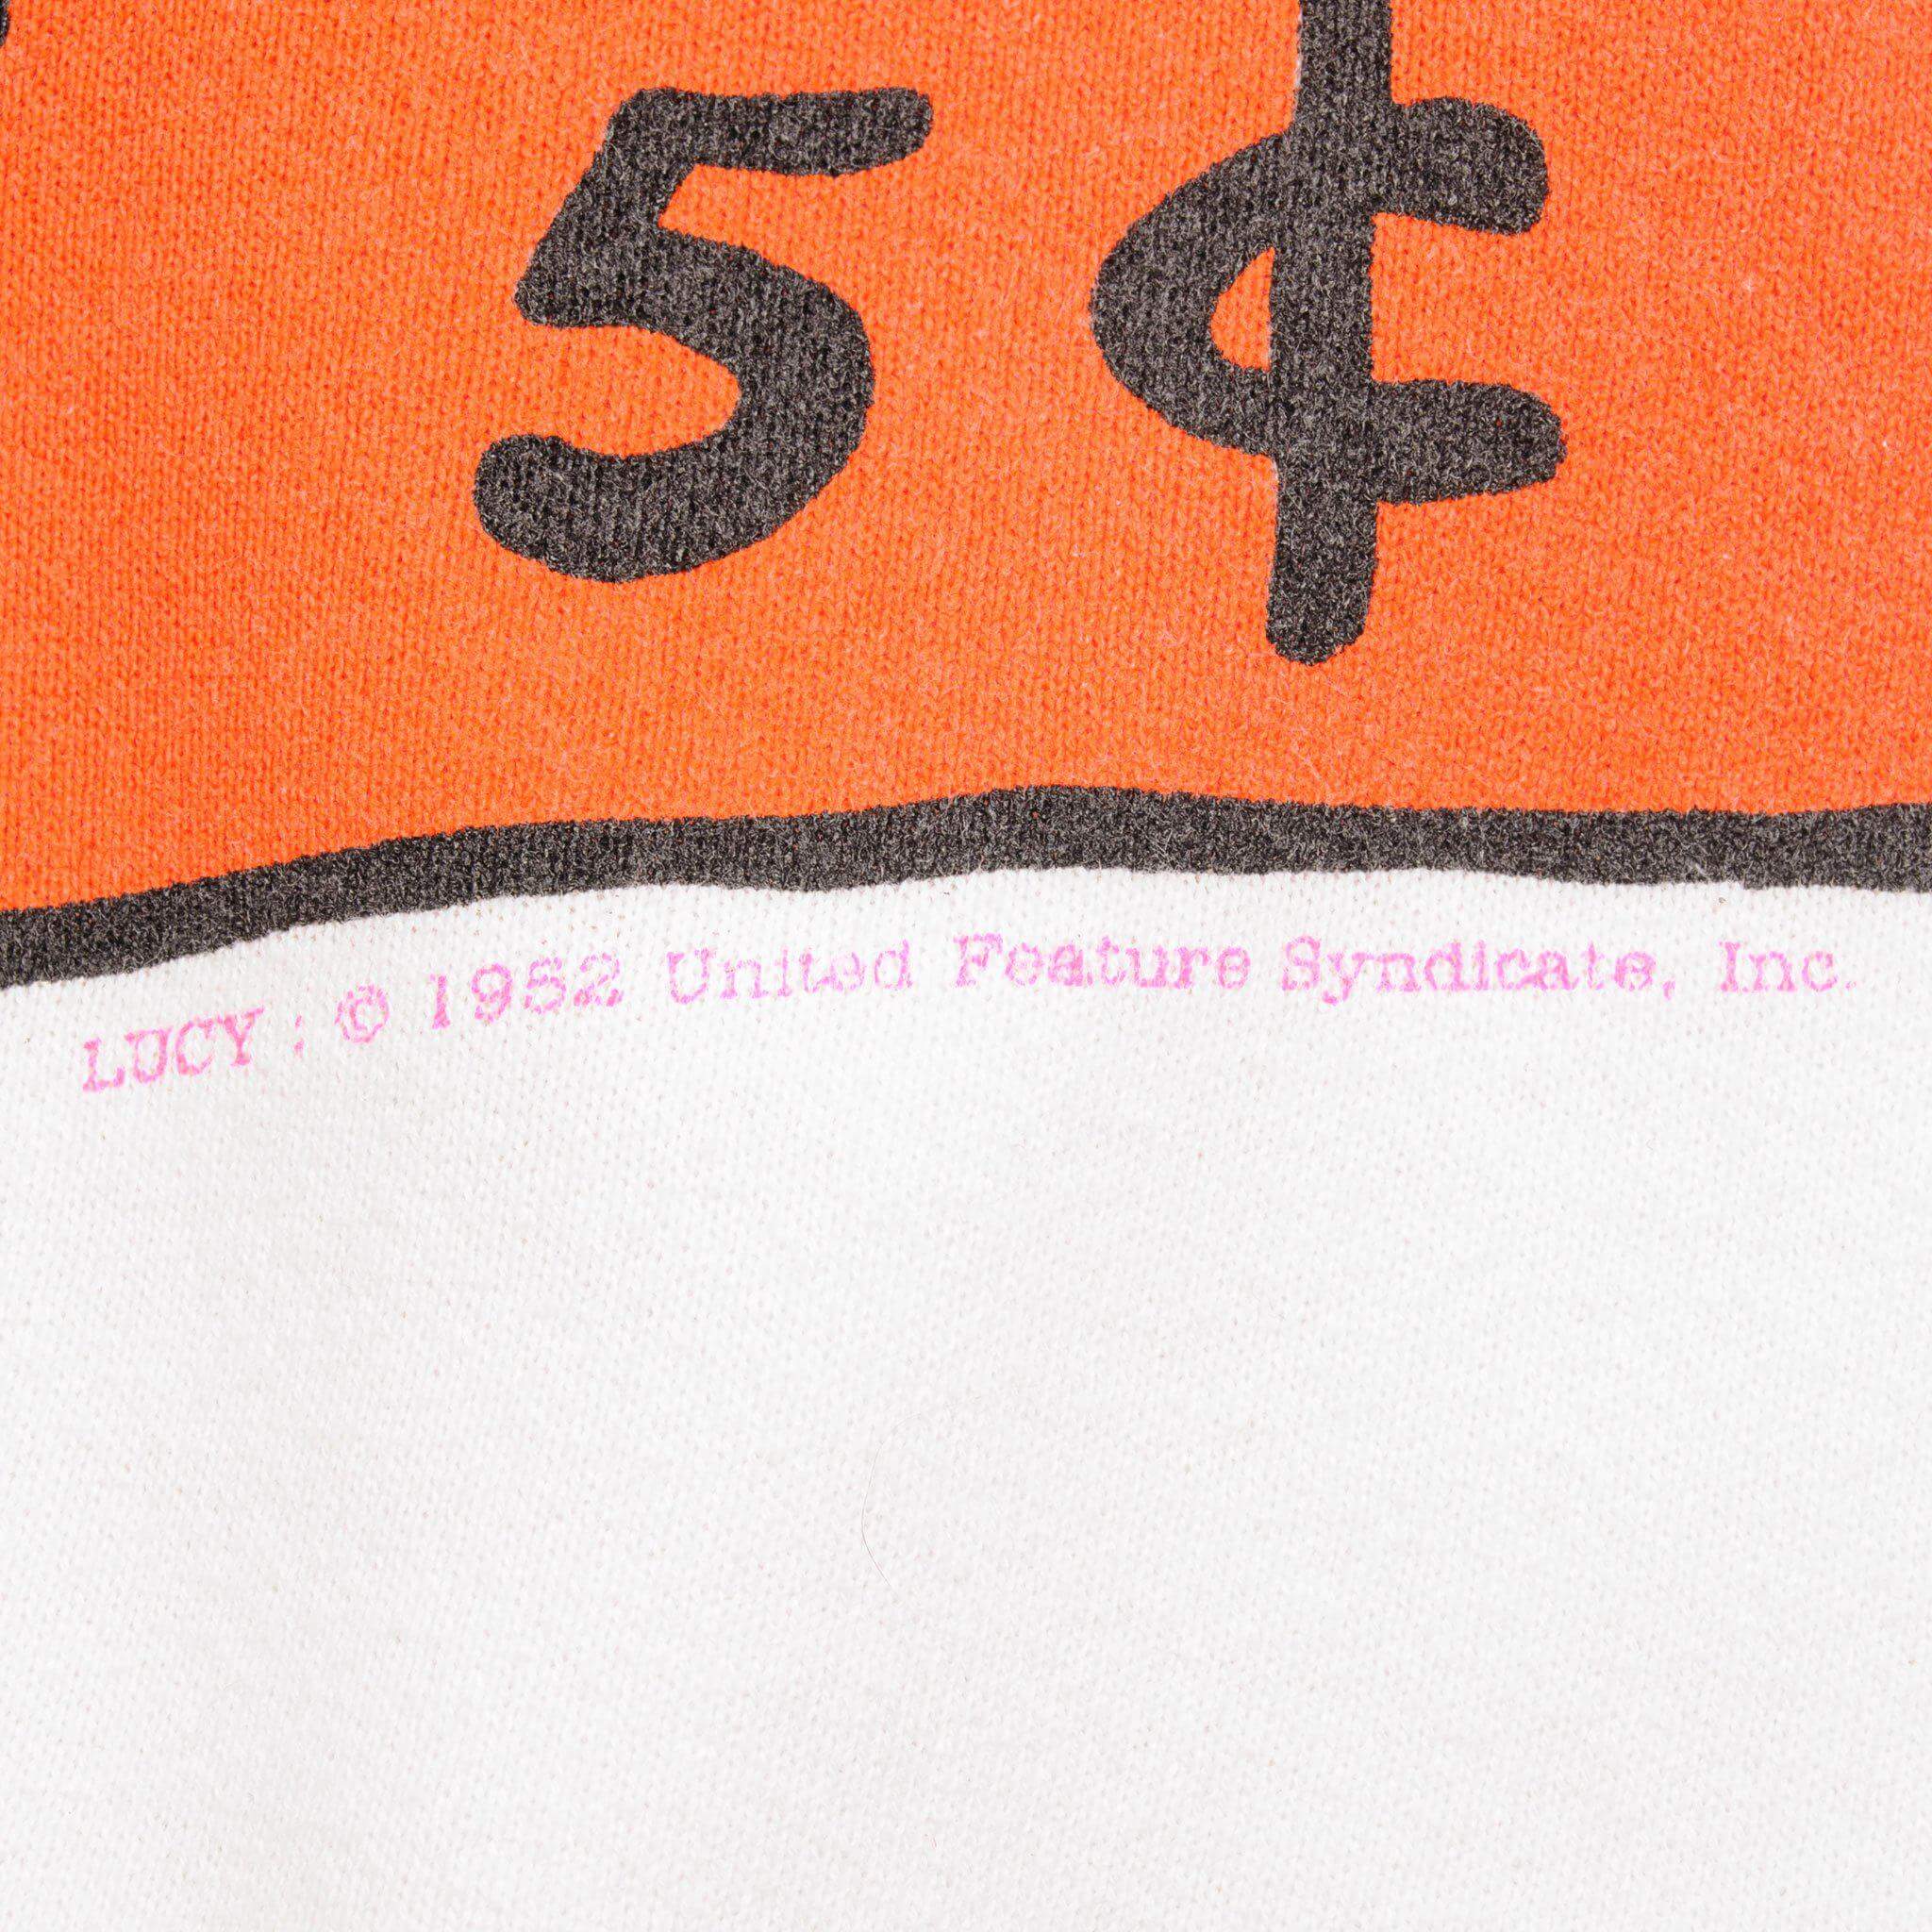 5 ¢
LUCY : © 1952 United Feature Syndicate, Inc.